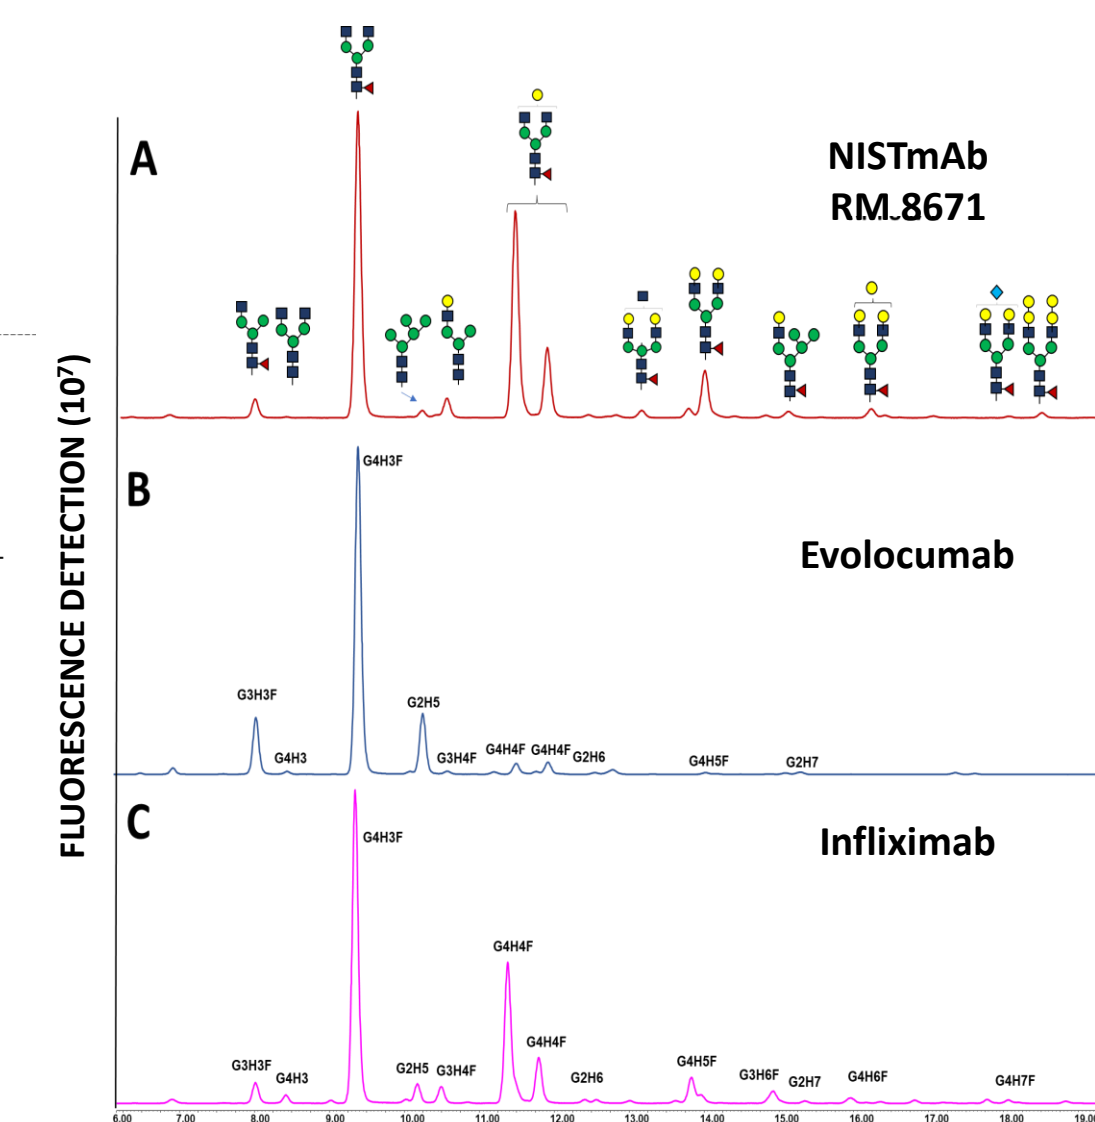 A
NISTmAb
RM 8671
FLUORESCENCE DETECTION (10⁷)
B
G4H3F
Evolocumab
G3H3F
G4H3
G2H5
G3H4F
G4H4F
G4H4F
G2H6
G4H5F
G2H7
C
G4H3F
Infliximab
G4H4F
G3H3F
G4H3
G2H5
G3H4F
G4H4F
G2H6
G4H5F
G3H6F
G2H7
G4H6F
G4H7F
6.00 7.00 8.00 9.00 10.00 11.00 12.00 13.00 14.00 15.00 16.00 17.00 18.00